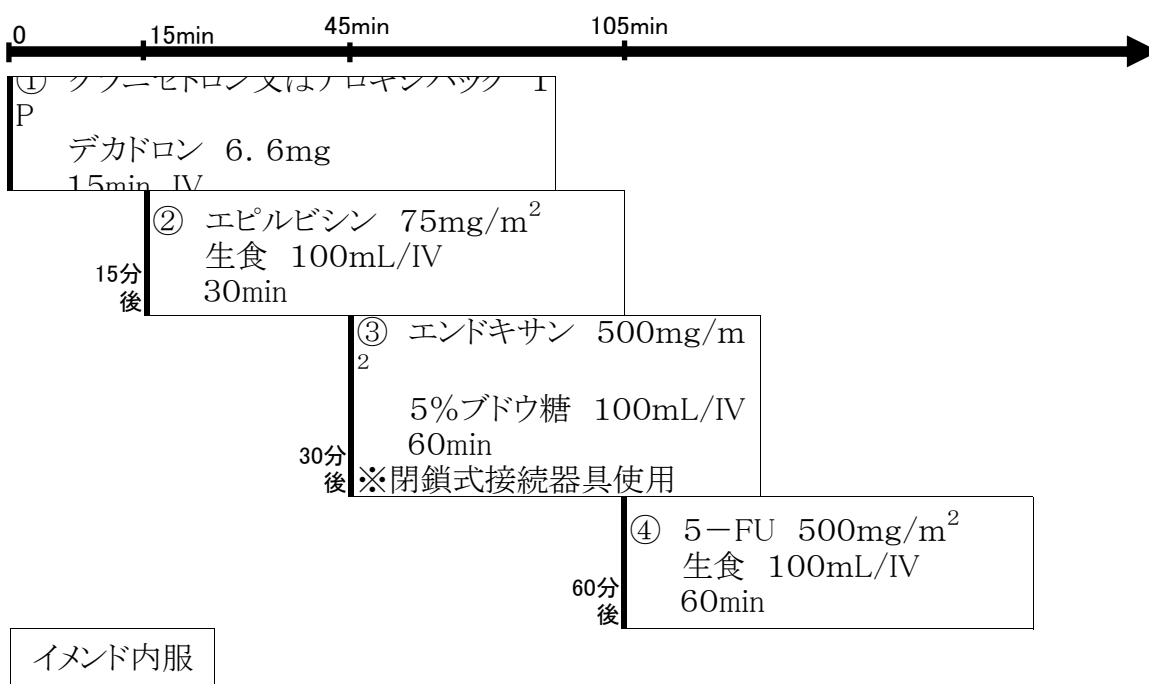 0
15min
45min
105min
① グラニセトロン又はアロキシバッグ 1
P
デカドロン 6．6mg
15min IV
15分
後
② エピルビシン 75mg/m²
生食 100mL/IV
30min
30分
後
③ エンドキサン 500mg/m
²
5％ブドウ糖 100mL/IV
60min
※閉鎖式接続器具使用
60分
後
④ 5－FU 500mg/m²
生食 100mL/IV
60min
イメンド内服